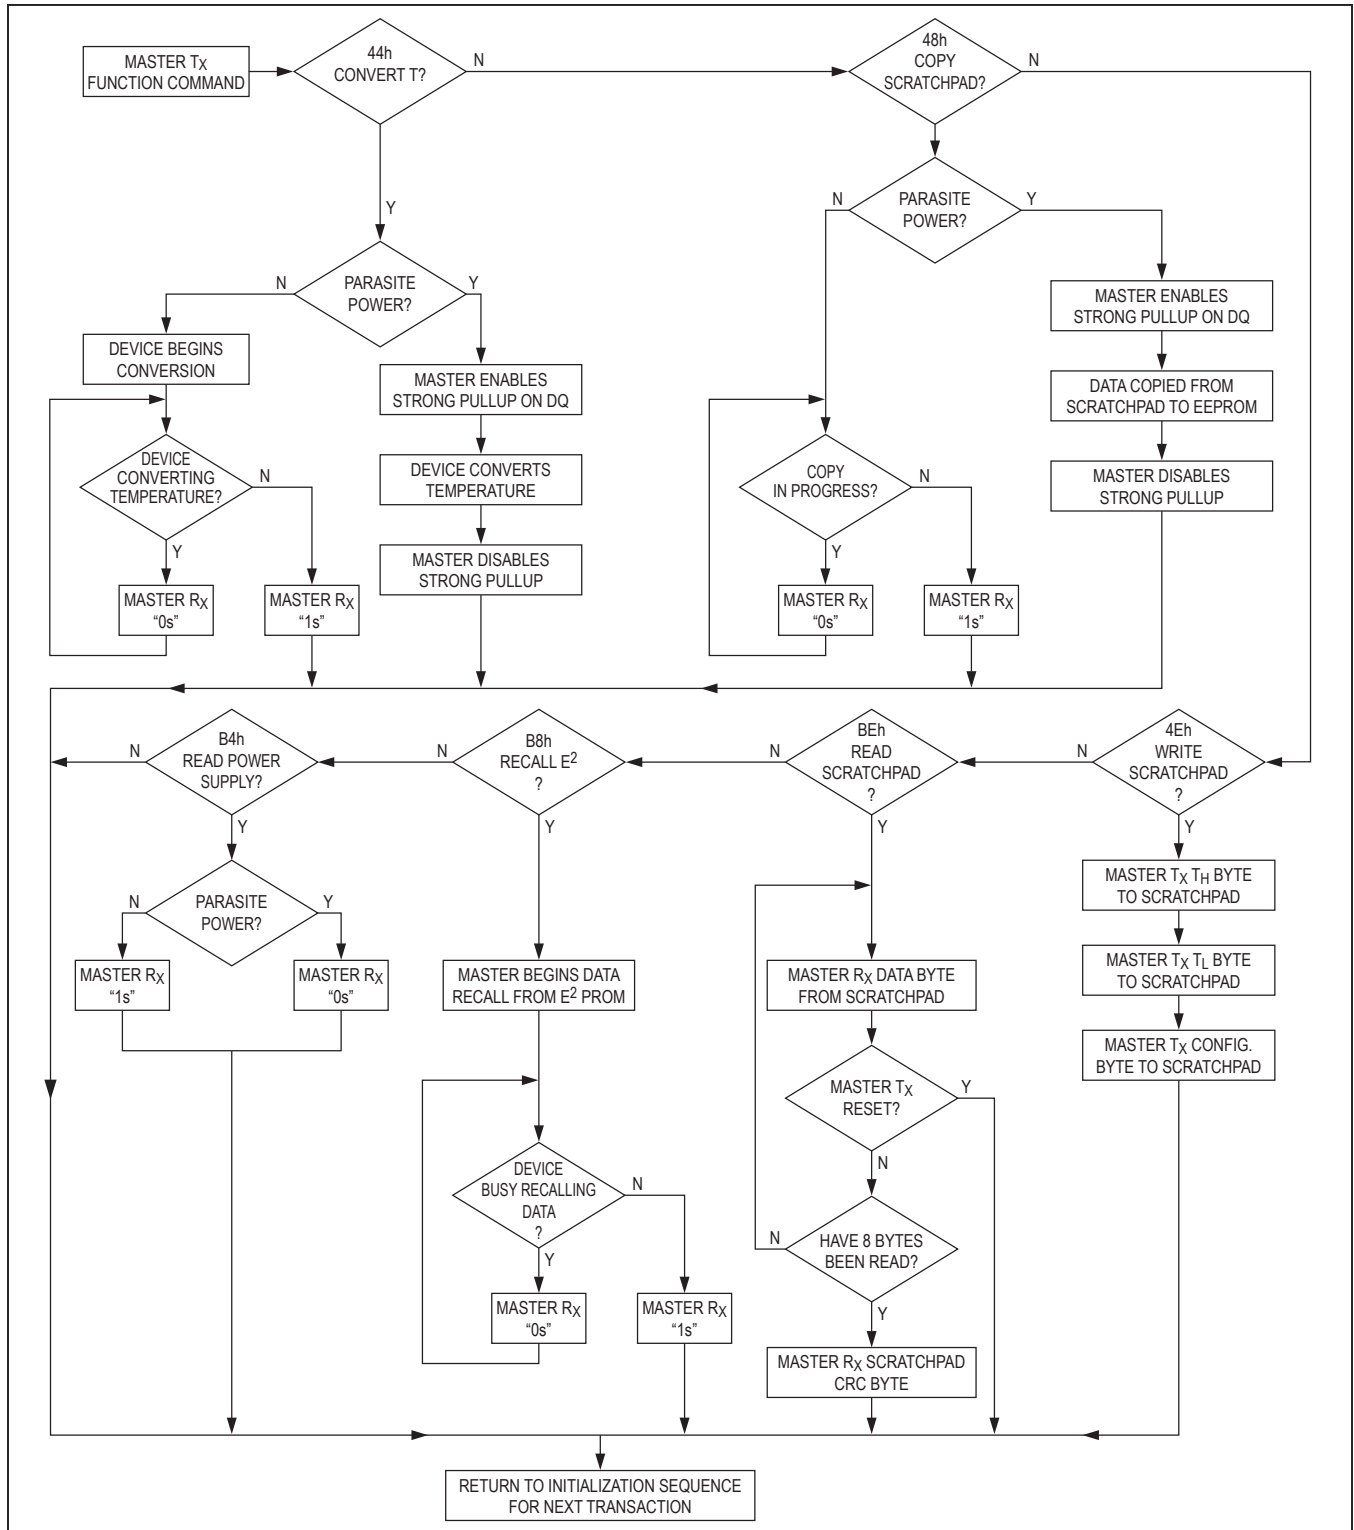 MASTER TX
FUNCTION COMMAND
44h
CONVERT T?
N
Y
48h
COPY
SCRATCHPAD?
N
PARASITE
POWER?
N
Y
DEVICE BEGINS
CONVERSION
DEVICE
CONVERTING
TEMPERATURE?
N
Y
MASTER RX
“0s”
MASTER RX
“1s”
MASTER ENABLES
STRONG PULLUP ON DQ
DEVICE CONVERTS
TEMPERATURE
MASTER DISABLES
STRONG PULLUP
PARASITE
POWER?
N
Y
COPY
IN PROGRESS?
N
Y
MASTER RX
“0s”
MASTER RX
“1s”
MASTER ENABLES
STRONG PULLUP ON DQ
DATA COPIED FROM
SCRATCHPAD TO EEPROM
MASTER DISABLES
STRONG PULLUP
B4h
READ POWER
SUPPLY?
N
Y
PARASITE
POWER?
N
Y
MASTER RX
“1s”
MASTER RX
“0s”
B8h
RECALL E2
?
N
Y
MASTER BEGINS DATA
RECALL FROM E2 PROM
DEVICE
BUSY RECALLING
DATA
?
N
Y
MASTER RX
“0s”
MASTER RX
“1s”
BEh
READ
SCRATCHPAD
?
N
Y
MASTER RX DATA BYTE
FROM SCRATCHPAD
MASTER TX
RESET?
Y
N
HAVE 8 BYTES
BEEN READ?
N
Y
MASTER RX SCRATCHPAD
CRC BYTE
4Eh
WRITE
SCRATCHPAD
?
N
Y
MASTER TX TH BYTE
TO SCRATCHPAD
MASTER TX TL BYTE
TO SCRATCHPAD
MASTER TX CONFIG.
BYTE TO SCRATCHPAD
RETURN TO INITIALIZATION SEQUENCE
FOR NEXT TRANSACTION